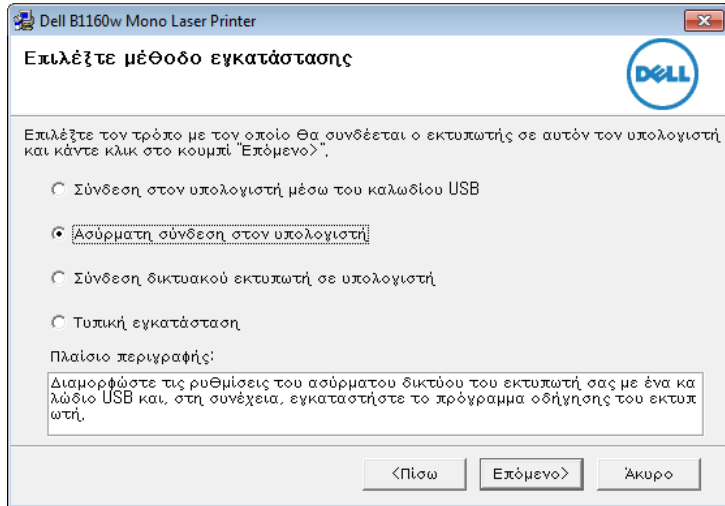 Dell B1160w Mono Laser Printer
Επιλέξτε μέθοδο εγκατάστασης
DELL
Επιλέξτε τον τρόπο με τον οποίο θα συνδέεται ο εκτυπωτής σε αυτόν τον υπολογιστή
και κάντε κλικ στο κουμπί "Επόμενο>".
Σύνδεση στον υπολογιστή μέσω του καλωδίου USB
Ασύρματη σύνδεση στον υπολογιστή
Σύνδεση δικτυακού εκτυπωτή σε υπολογιστή
Τυπική εγκατάσταση
Πλαίσιο περιγραφής:
Διαμορφώστε τις ρυθμίσεις του ασύρματου δικτύου του εκτυπωτή σας με ένα κα
λώδιο USB και, στη συνέχεια, εγκαταστήστε το πρόγραμμα οδήγησης του εκτυπ
ωτή.
<Πίσω Επόμενο> Άκυρο